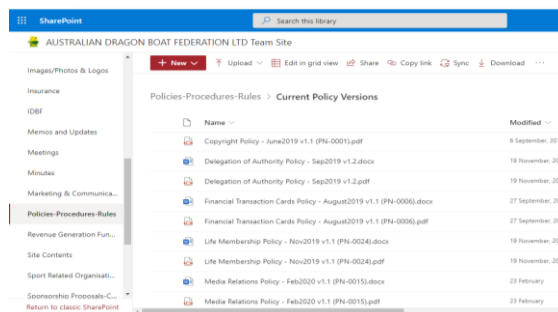 SharePoint
Search this library
AUSTRALIAN DRAGON BOAT FEDERATION LTD Team Site
Images/Photos & Logos
Insurance
IDBF
Memos and Updates
Meetings
Minutes
Marketing & Communica...
Policies-Procedures-Rules
Revenue Generation Fun...
Site Contents
Sport Related Organisati...
Sponsorship Proposals-C...
Return to classic SharePoint
+ New
Upload
Edit in grid view
Share
Copy link
Sync
Download
...
Policies-Procedures-Rules > Current Policy Versions
Name
Modified
Copyright Policy - June2019 v1.1 (PN-0001).pdf
6 September, 20
Delegation of Authority Policy - Sep2019 v1.2.docx
19 November, 20
Delegation of Authority Policy - Sep2019 v1.2.pdf
19 November, 20
Financial Transaction Cards Policy - August2019 v1.1 (PN-0006).docx
27 September, 2
Financial Transaction Cards Policy - August2019 v1.1 (PN-0006).pdf
27 September, 2
Life Membership Policy - Nov2019 v1.1 (PN-0024).docx
19 November, 20
Life Membership Policy - Nov2019 v1.1 (PN-0024).pdf
19 November, 20
Media Relations Policy - Feb2020 v1.1 (PN-0015).docx
23 February
Media Relations Policy - Feb2020 v1.1 (PN-0015).pdf
23 February